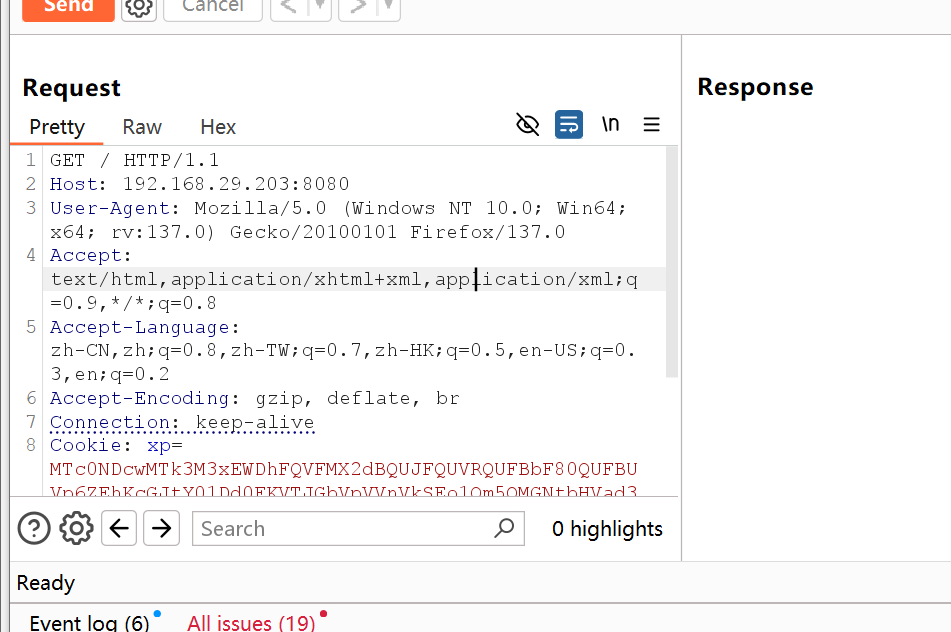 Send
Cancel
Request
Response
Pretty Raw Hex
\n
1 GET / HTTP/1.1
2 Host: 192.168.29.203:8080
3 User-Agent: Mozilla/5.0 (Windows NT 10.0; Win64;
x64; rv:137.0) Gecko/20100101 Firefox/137.0
4 Accept:
text/html,application/xhtml+xml,application/xml;q
=0.9,*/*;q=0.8
5 Accept-Language:
zh-CN,zh;q=0.8,zh-TW;q=0.7,zh-HK;q=0.5,en-US;q=0.
3,en;q=0.2
6 Accept-Encoding: gzip, deflate, br
7 Connection: keep-alive
8 Cookie: xp=
MTc0NDcwMTk3M3xEWDhFQVFMX2dBQUJFQUVRQUFBbF80QUFBU
Search
0 highlights
Ready
Event log (6) All issues (19)